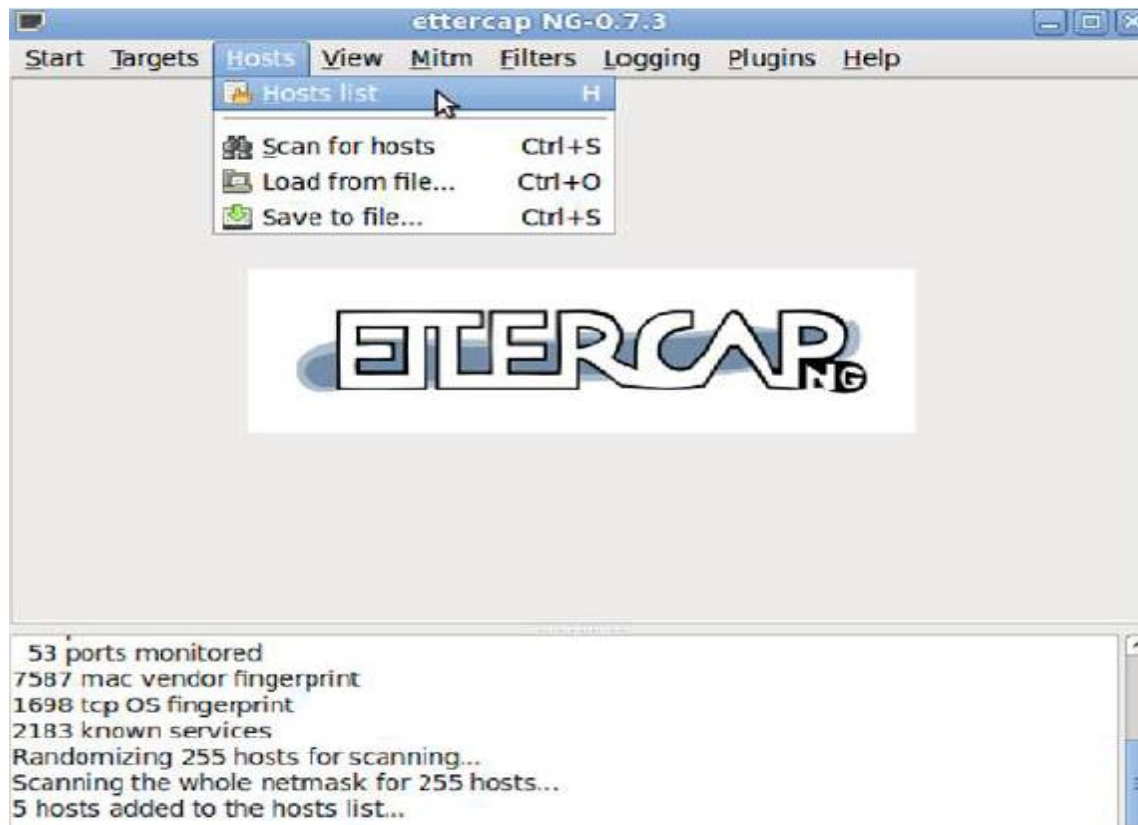 ettercap NG-0.7.3
Start Targets Hosts View Mitm Filters Logging Plugins Help
Hosts list H
Scan for hosts Ctrl+S
Load from file... Ctrl+O
Save to file... Ctrl+S
ETTERCAP
NG
53 ports monitored
7587 mac vendor fingerprint
1698 tcp OS fingerprint
2183 known services
Randomizing 255 hosts for scanning...
Scanning the whole netmask for 255 hosts...
5 hosts added to the hosts list...